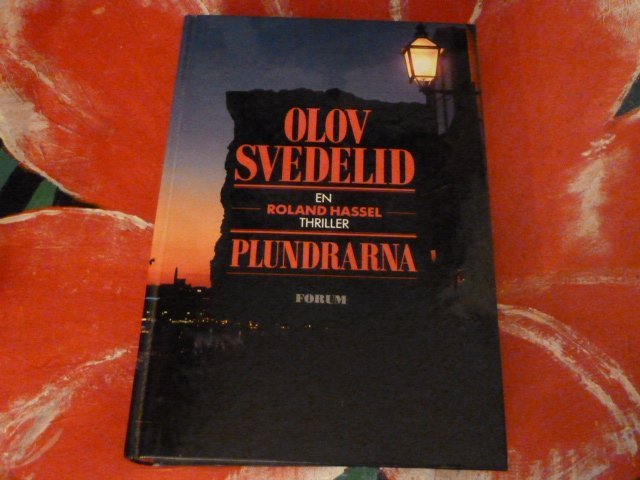 OLOV
SVEDELID
EN
ROLAND HASSEL
THRILLER
PLUNDRARNA
FORUM